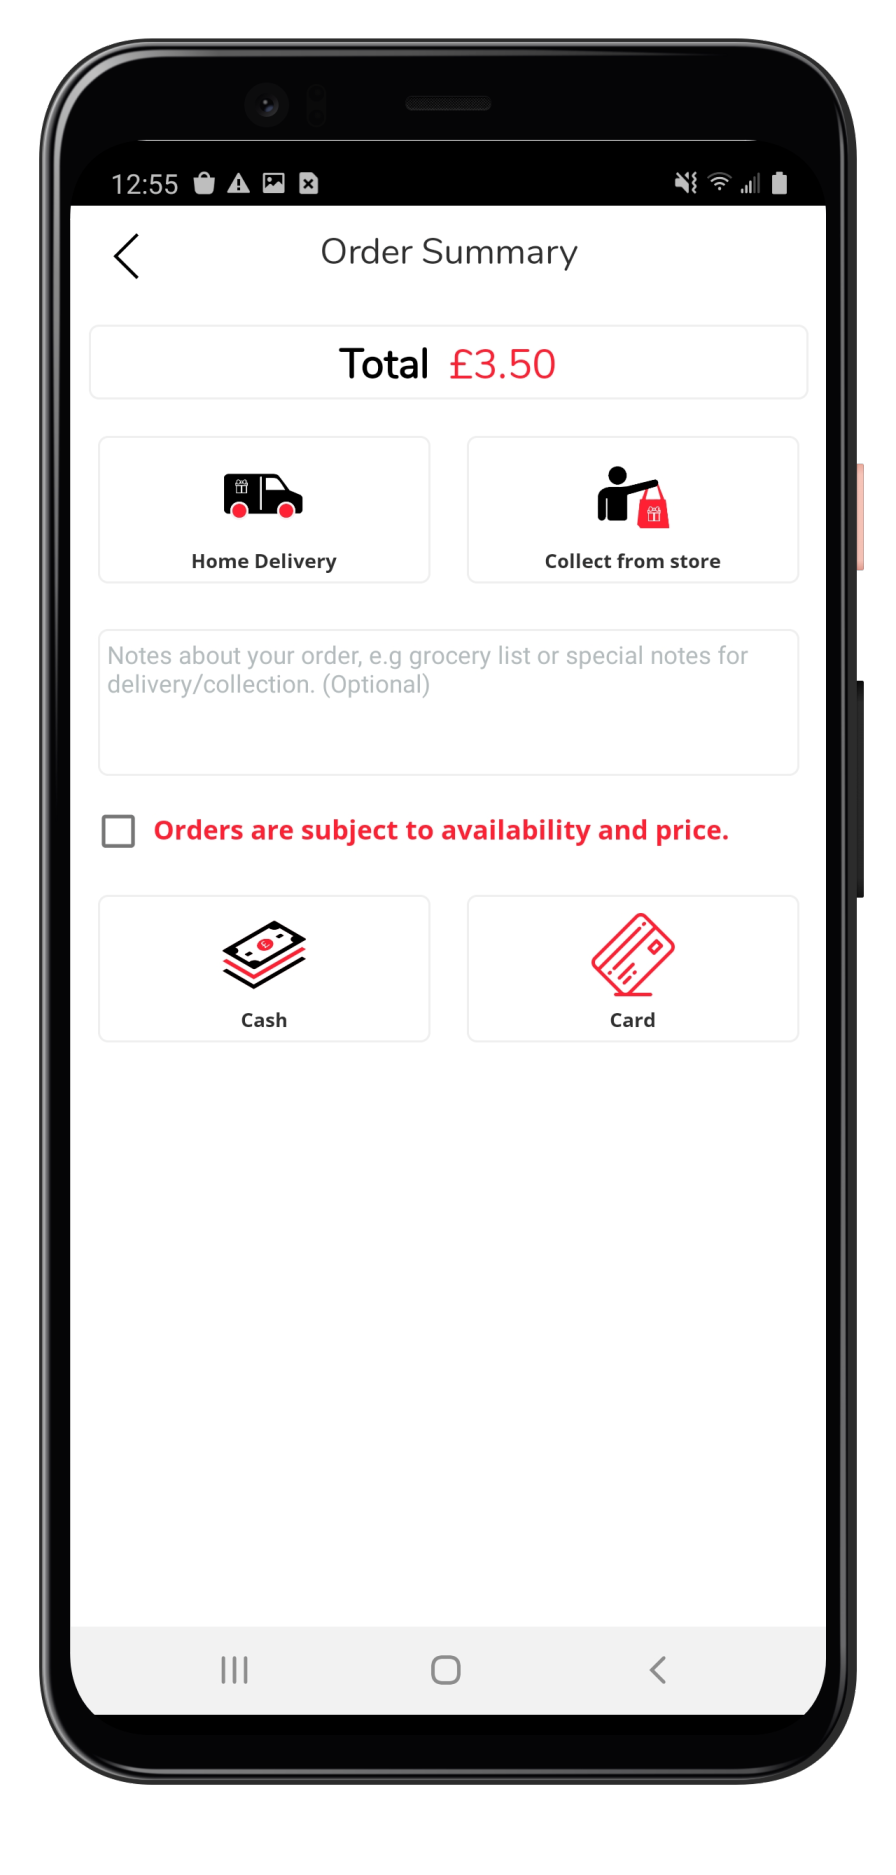 12:55
Order Summary
Total £3.50
Home Delivery
Collect from store
Notes about your order, e.g grocery list or special notes for
delivery/collection. (Optional)
Orders are subject to availability and price.
Cash
Card